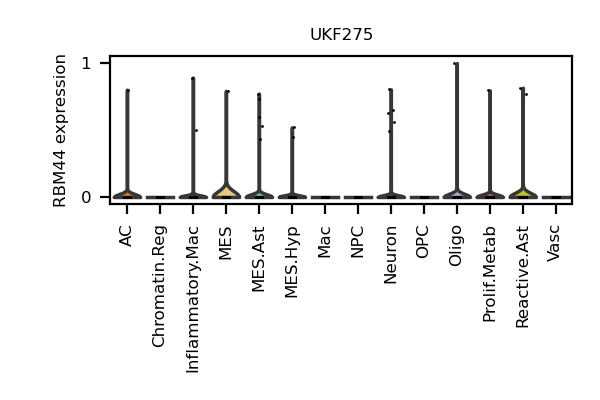 UKF275
RBM44 expression
1
0
AC
Chromatin.Reg
Inflammatory.Mac
MES
MES.Ast
MES.Hyp
Mac
NPC
Neuron
OPC
Oligo
Prolif.Metab
Reactive.Ast
Vasc